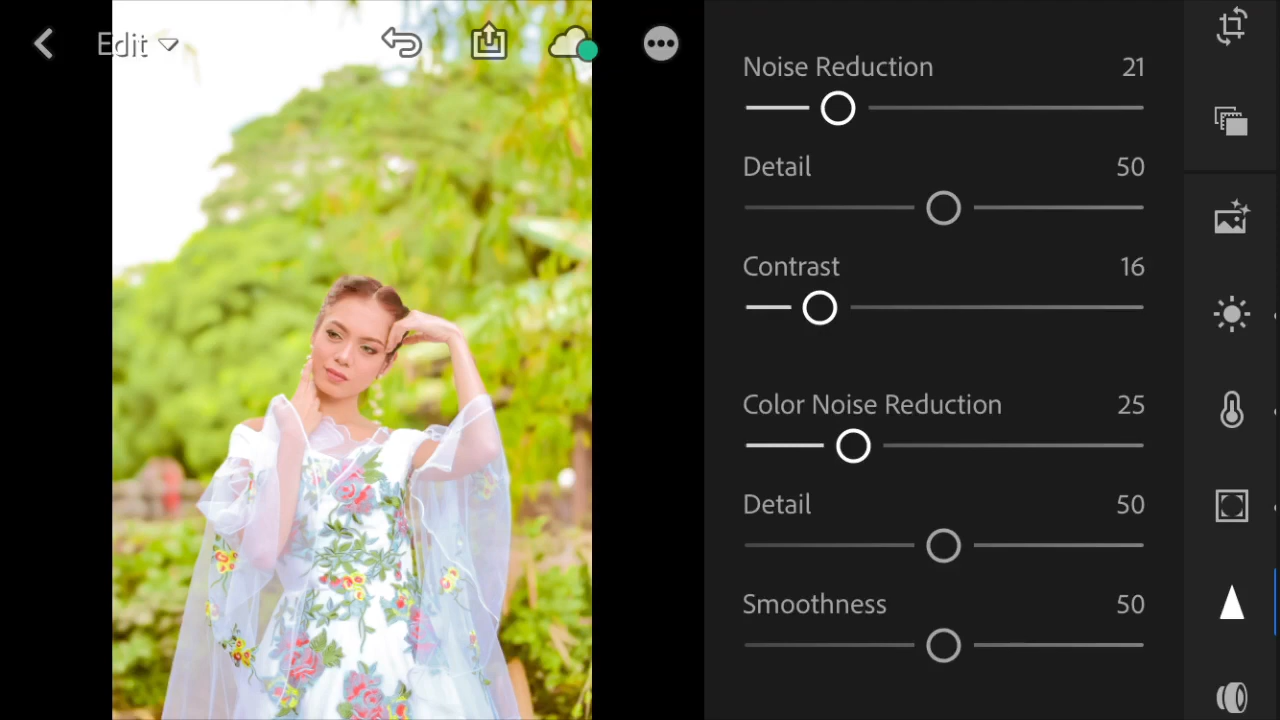 Edit
Noise Reduction 21
Detail 50
Contrast 16
Color Noise Reduction 25
Detail 50
Smoothness 50